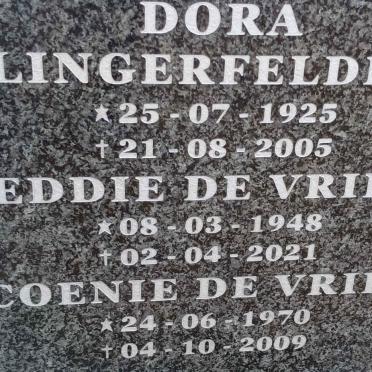 DORA
LINGERFELD
★25-07-1925
†21-08-2005
EDDIE DE VRI
★08-03-1948
†02-04-2021
COENIE DE VRI
★24-06-1970
†04-10-2009